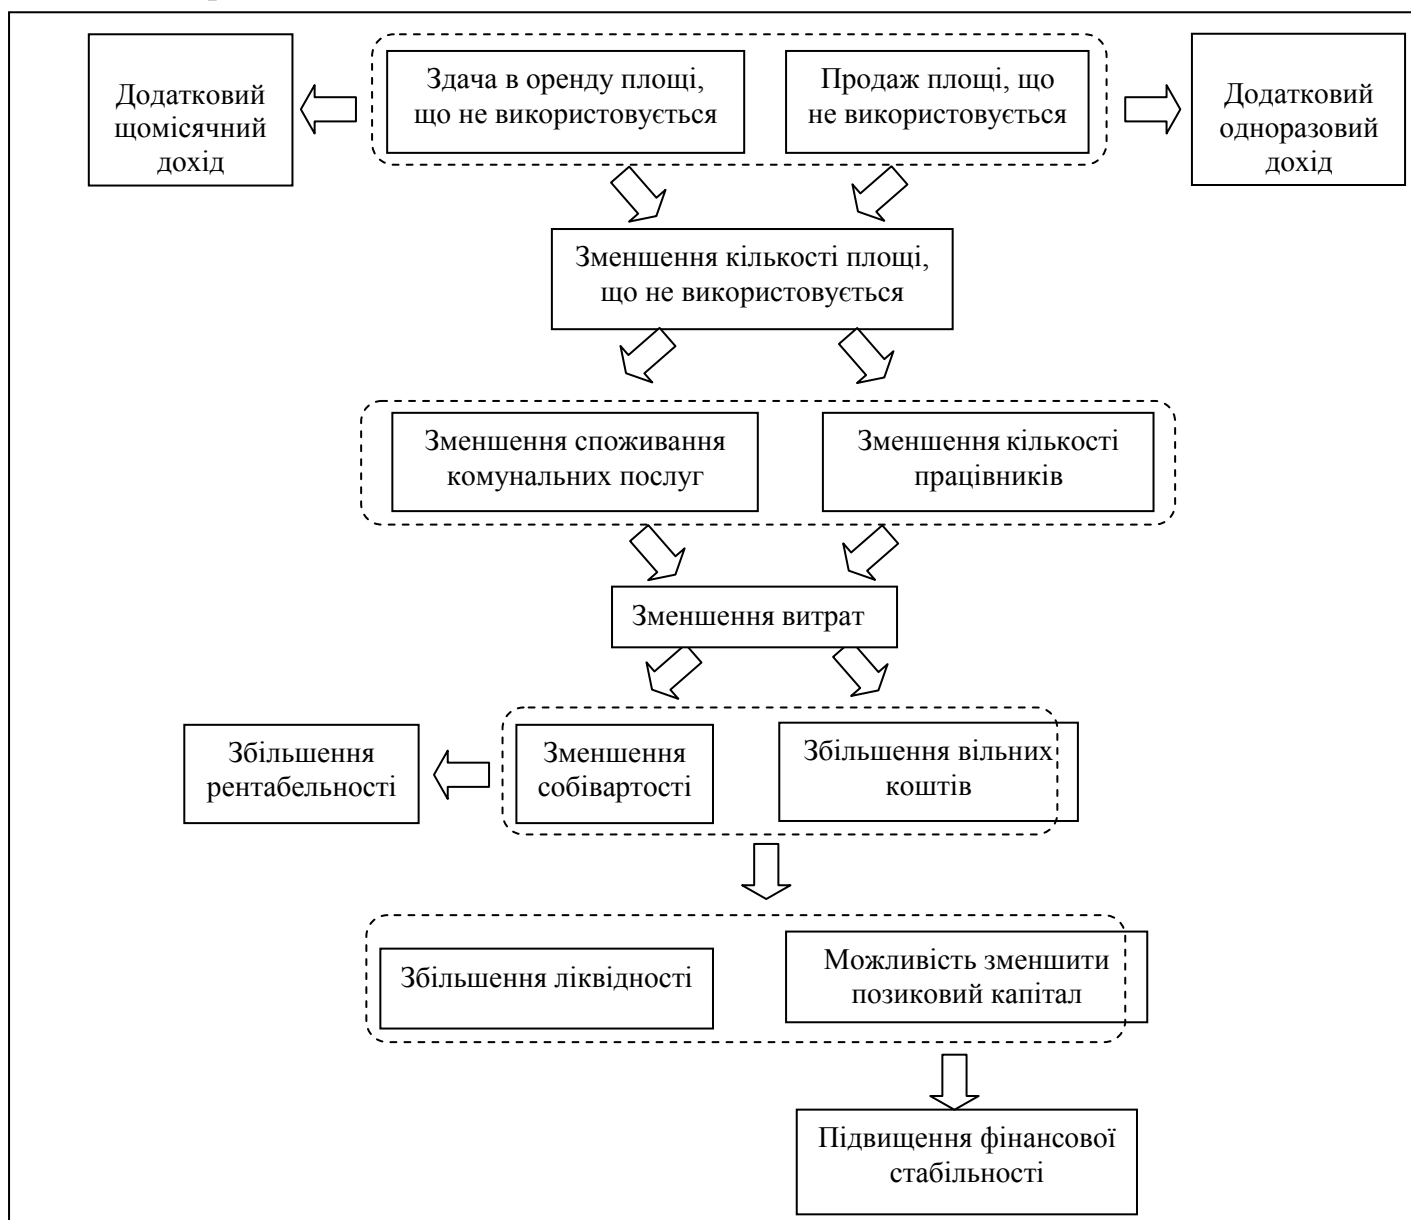 Додатковий
щомісячний
дохід
Здача в оренду площі,
що не використовується
Продаж площі, що
не використовується
Додатковий
одноразовий
дохід
Зменшення кількості площі,
що не використовується
Зменшення споживання
комунальних послуг
Зменшення кількості
працівників
Зменшення витрат
Збільшення
рентабельності
Зменшення
собівартості
Збільшення вільних
коштів
Збільшення ліквідності
Можливість зменшити
позиковий капітал
Підвищення фінансової
стабільності